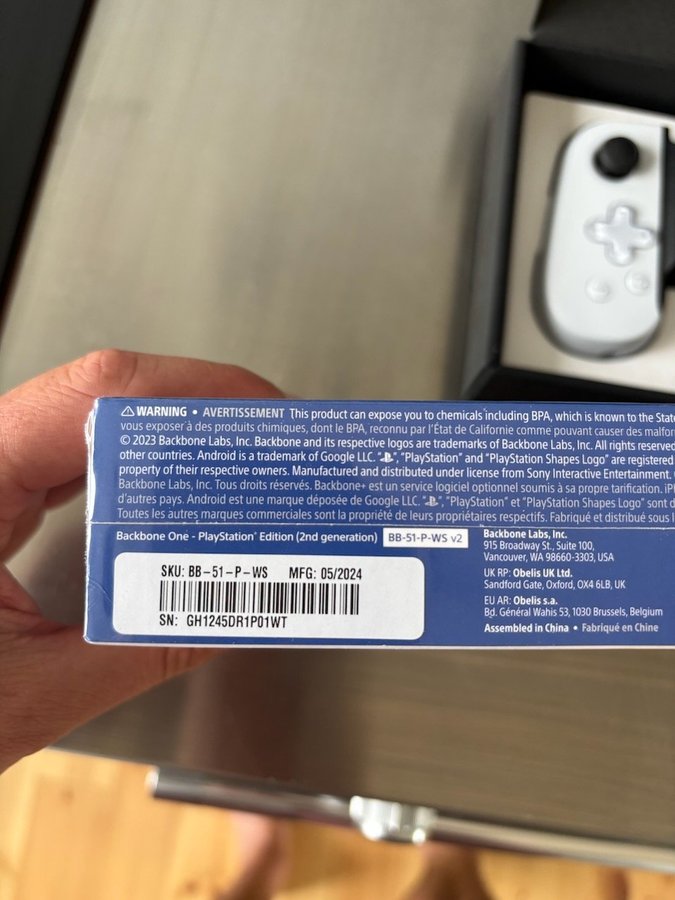 ⚠ WARNING • AVERTISSEMENT This product can expose you to chemicals including BPA, which is known to the State
vous exposer à des produits chimiques, dont le BPA, reconnu par l'État de Californie comme pouvant causer des malfor
© 2023 Backbone Labs, Inc. Backbone and its respective logos are trademarks of Backbone Labs, Inc. All rights reserved
other countries. Android is a trademark of Google LLC. "PS", "PlayStation" and "PlayStation Shapes Logo" are registered
property of their respective owners. Manufactured and distributed under license from Sony Interactive Entertainment.
Backbone Labs, Inc. Tous droits réservés. Backbone+ est un service logiciel optionnel soumis à sa propre tarification.
d'autres pays. Android est une marque déposée de Google LLC. "PS", "PlayStation" et "PlayStation Shapes Logo" sont
Toutes les autres marques commerciales sont la propriété de leurs propriétaires respectifs. Fabriqué et distribué sous
Backbone One - PlayStation® Edition (2nd generation) BB-51-P-WS v2
SKU: BB-51-P-WS MFG: 05/2024
SN: GH1245DR1P01WT
Backbone Labs, Inc.
915 Broadway St., Suite 100,
Vancouver, WA 98660-3303, USA
UK RP: Obelis UK Ltd.
Sandford Gate, Oxford, OX4 6LB, UK
EU AR: Obelis s.a.
Bd. Général Wahis 53, 1030 Brussels, Belgium
Assembled in China • Fabriqué en Chine